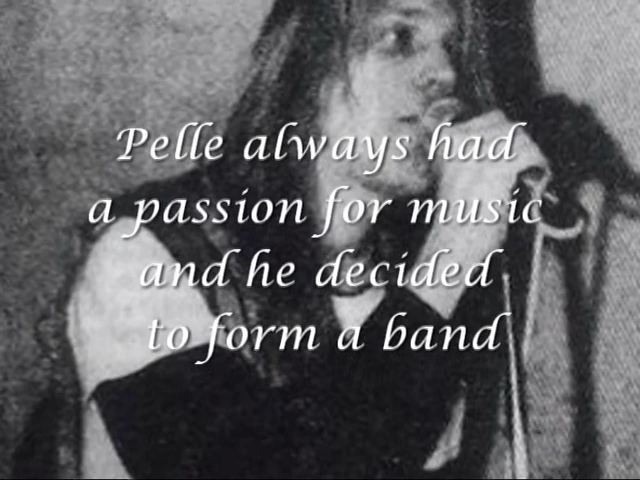 Pelle always had
a passion for music
and he decided
to form a band